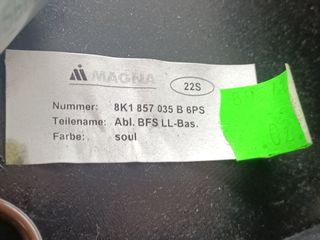 MAGNA
22S
Nummer: 8K1 857 035 B 6PS
Teilename: Abl. BFS LL-Bas.
Farbe: soul